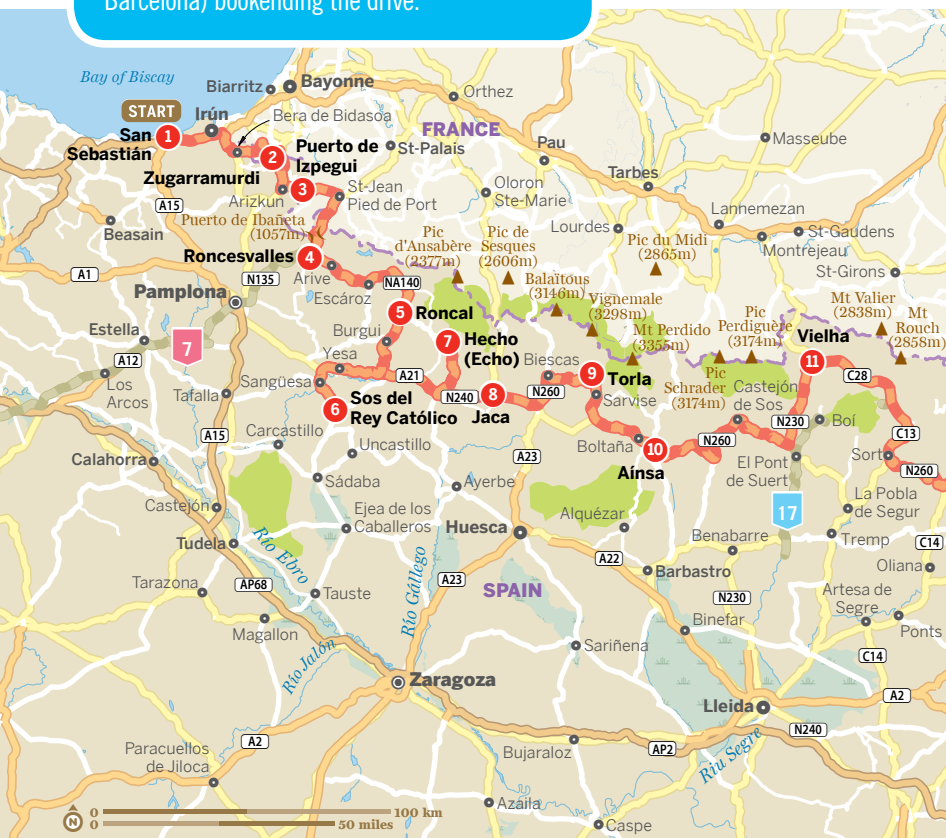 Barcelona) bookending the drive.
Bay of Biscay
Biarritz
Bayonne
Orthez
START
Irún
Bera de Bidasoa
FRANCE
Masseube
San
Sebastián
1
2
Puerto de
Izpegui
St-Palais
Pau
Zugarramurdi
Tarbes
3
Arizkun
St-Jean
Pied de Port
Oloron
Ste-Marie
A15
Puerto de Ibañeta
(1057m)
Beasain
Lourdes
Lannemezan
St-Gaudens
Montrejeau
Pic
d'Ansabère
(2377m)
Pic de
Sesques
(2606m)
Pic du Midi
(2865m)
Roncesvalles
4
A1
N135
Arive
St-Girons
Pamplona
Escároz
NA140
Balaïtous
(3146m)
Vignemale
(3298m)
Mt Valier
(2838m)
Mt
Rouch
(2858m)
5
Roncal
Pic
Perdiguère
(3174m)
Estella
7
Burgui
7
Hecho
(Echo)
Mt Perdido
(3355m)
Vielha
A12
Yesa
Biescas
11
Los
Arcos
Sangüesa
A21
9
Torla
Pic
Schrader
(3174m)
Castejón
de Sos
C28
Tafalla
N240
8
Jaca
N260
Sarvise
6
Sos del
Rey Católico
N230
Boí
A15
Carcastillo
Uncastillo
Boltaña
10
Aínsa
N260
C13
Calahorra
A23
El Pont
de Suert
Sort
N260
Sádaba
Ayerbe
Castejón
Ejea de los
Caballeros
Alquézar
17
La Pobla
de Segur
Huesca
Benabarre
Tremp
C14
Tudela
Río Ebro
A22
Oliana
Tarazona
AP68
Tauste
Río Gállego
A23
SPAIN
Barbastro
N230
Artesa de
Segre
Magallon
Binefar
Ponts
Río Jalón
Sariñena
C14
Zaragoza
Lleida
A2
Paracuellos
de Jiloca
A2
Bujaraloz
AP2
Riu Segre
N240
N
0 100 km
0 50 miles
Azaila
Caspe